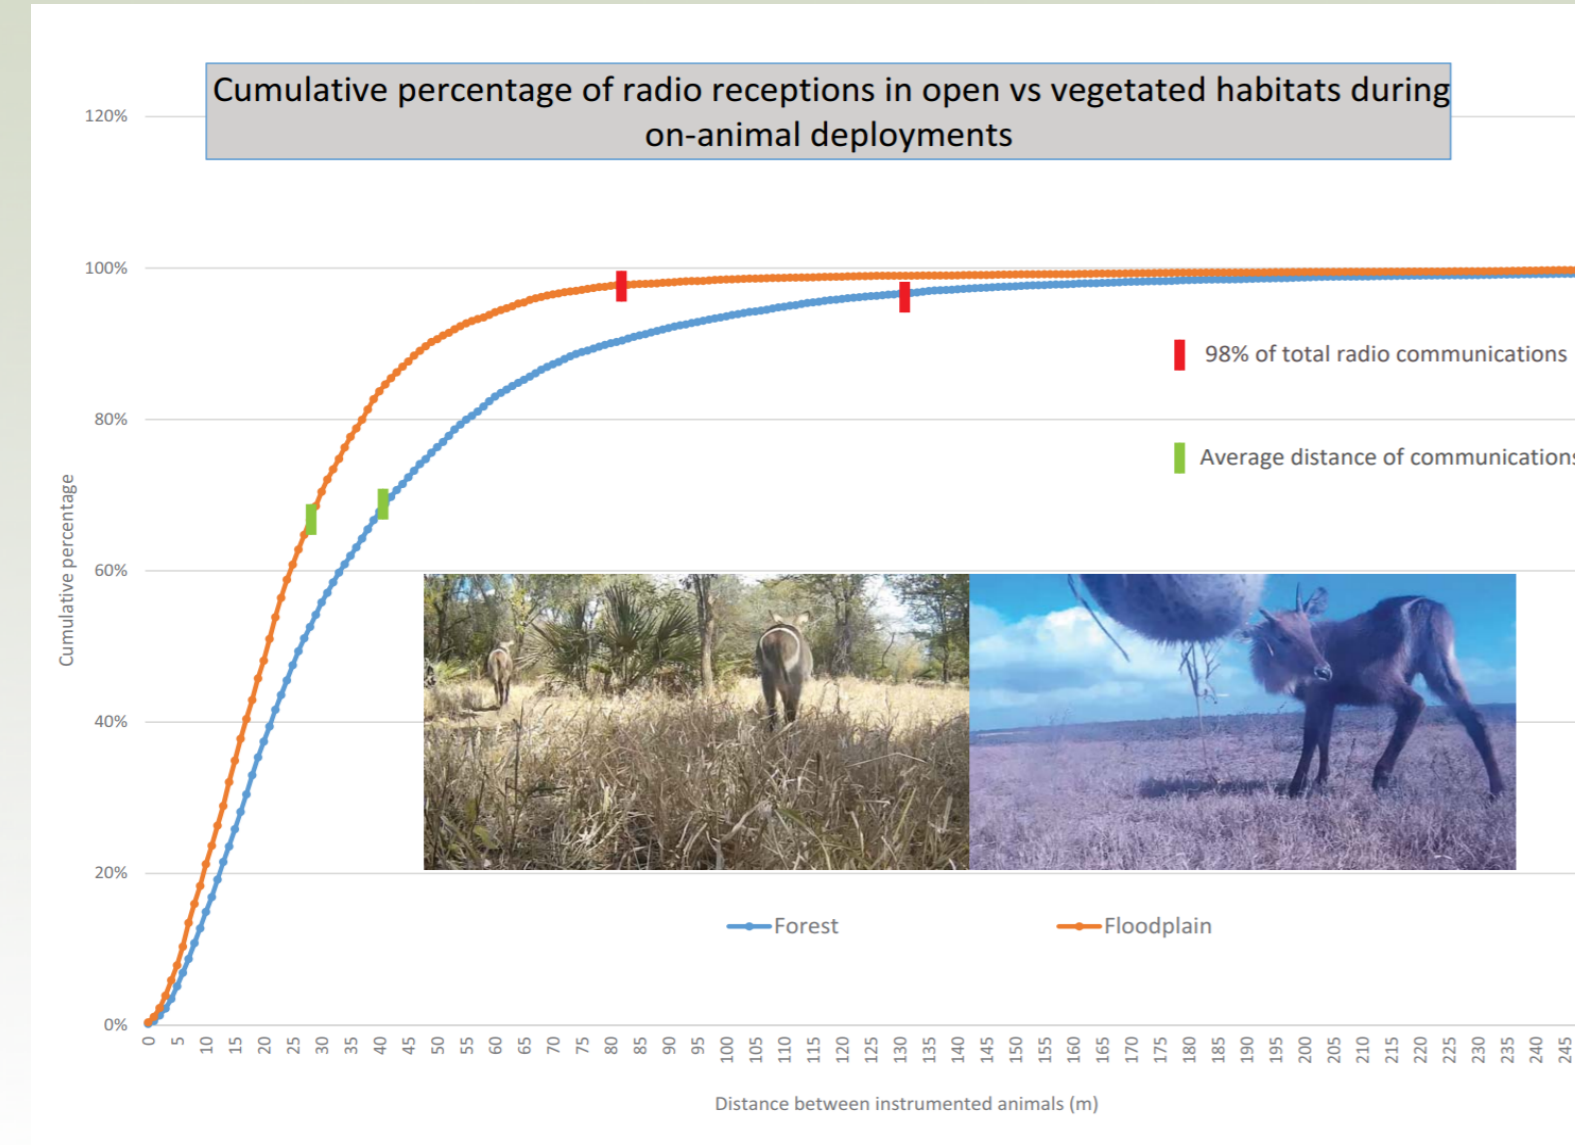 Cumulative percentage of radio receptions in open vs vegetated habitats during
on-animal deployments
120%
100%
80%
60%
40%
20%
0%
Cumulative percentage
98% of total radio communications
Average distance of communications
Forest
Floodplain
0 5 10 15 20 25 30 35 40 45 50 55 60 65 70 75 80 85 90 95 100 105 110 115 120 125 130 135 140 145 150 155 160 165 170 175 180 185 190 195 200 205 210 215 220 225 230 235 240 245
Distance between instrumented animals (m)